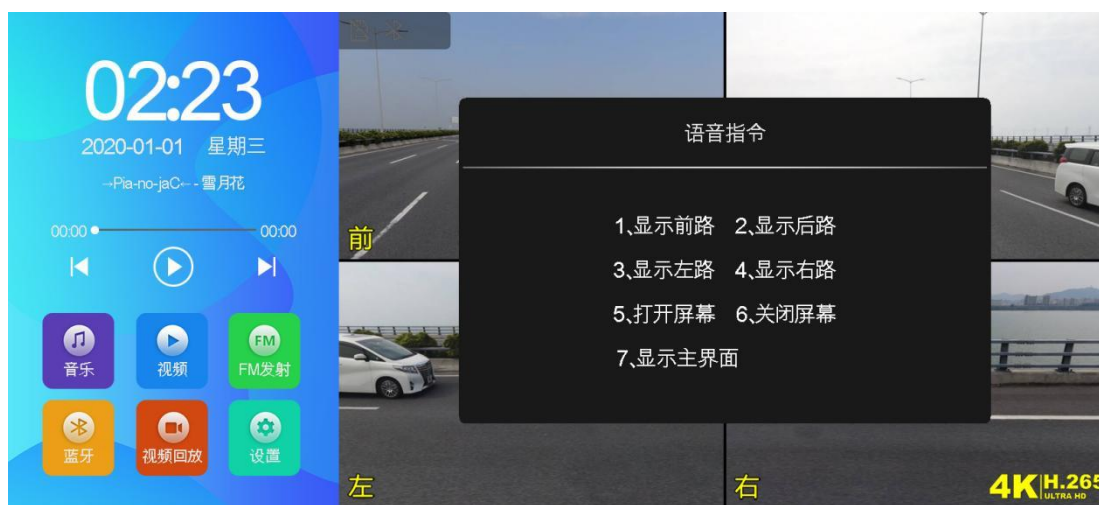 02:23
2020-01-01 星期三
→Pia-no-jaC← - 雪月花
00:00 00:00
音乐 视频 FM FM发射
蓝牙 视频回放 设置
前
左
右
语音指令
1、显示前路 2、显示后路
3、显示左路 4、显示右路
5、打开屏幕 6、关闭屏幕
7、显示主界面
4K H.265
ULTRA HD